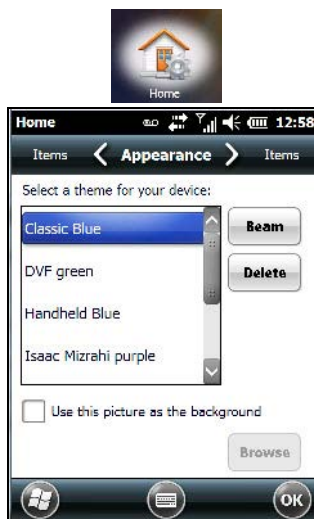 Home
Home 12:58
Items Appearance Items
Select a theme for your device:
Classic Blue
Beam
DVF green
Delete
Handheld Blue
Isaac Mizrahi purple
Use this picture as the background
Browse
OK